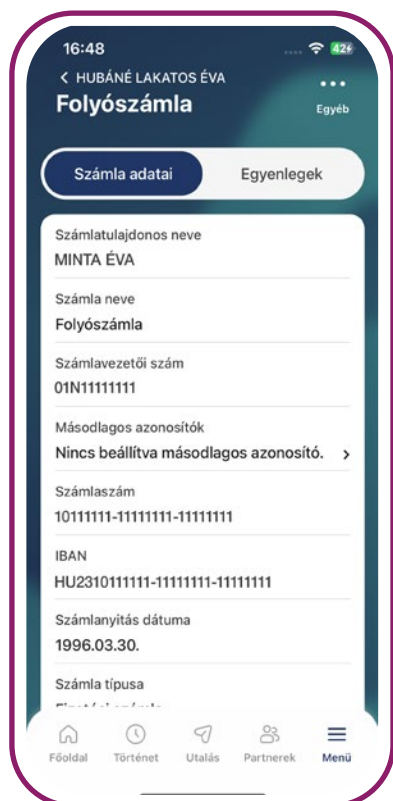 16:48
42
< HUBÁNÉ LAKATOS ÉVA
Folyószámla
Egyéb
Számla adatai
Egyenlegek
Számlatulajdonos neve
MINTA ÉVA
Számla neve
Folyószámla
Számlavezetői szám
01N11111111
Másodlagos azonosítók
Nincs beállítva másodlagos azonosító. >
Számlaszám
10111111-11111111-11111111
IBAN
HU2310111111-11111111-11111111
Számlanyitás dátuma
1996.03.30.
Számla típusa
Főoldal
Történet
Utalás
Partnerek
Menü